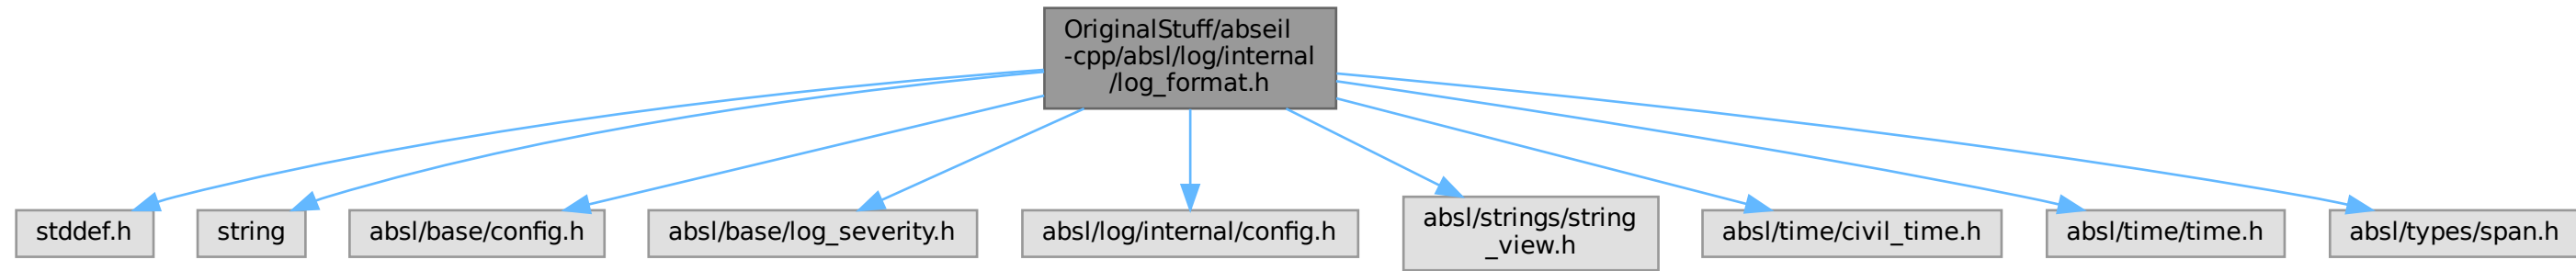 OriginalStuff/abseil
-cpp/absl/log/internal
/log_format.h
stddef.h
string
absl/base/config.h
absl/base/log_severity.h
absl/log/internal/config.h
absl/strings/string
_view.h
absl/time/civil_time.h
absl/time/time.h
absl/types/span.h